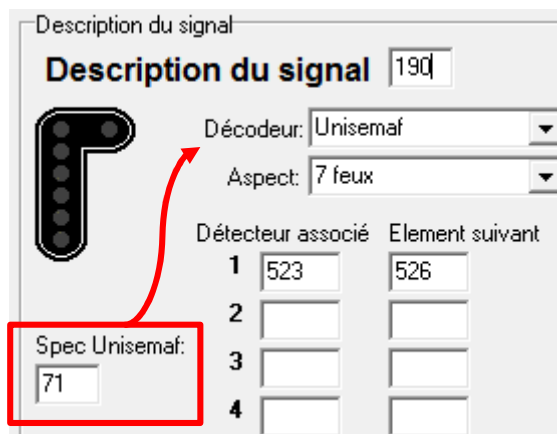 Description du signal
Description du signal 190
Décodeur: Unisemaf
Aspect: 7 feux
Détecteur associé Element suivant
1 523 526
2
Spec Unisemaf:
3
71
4